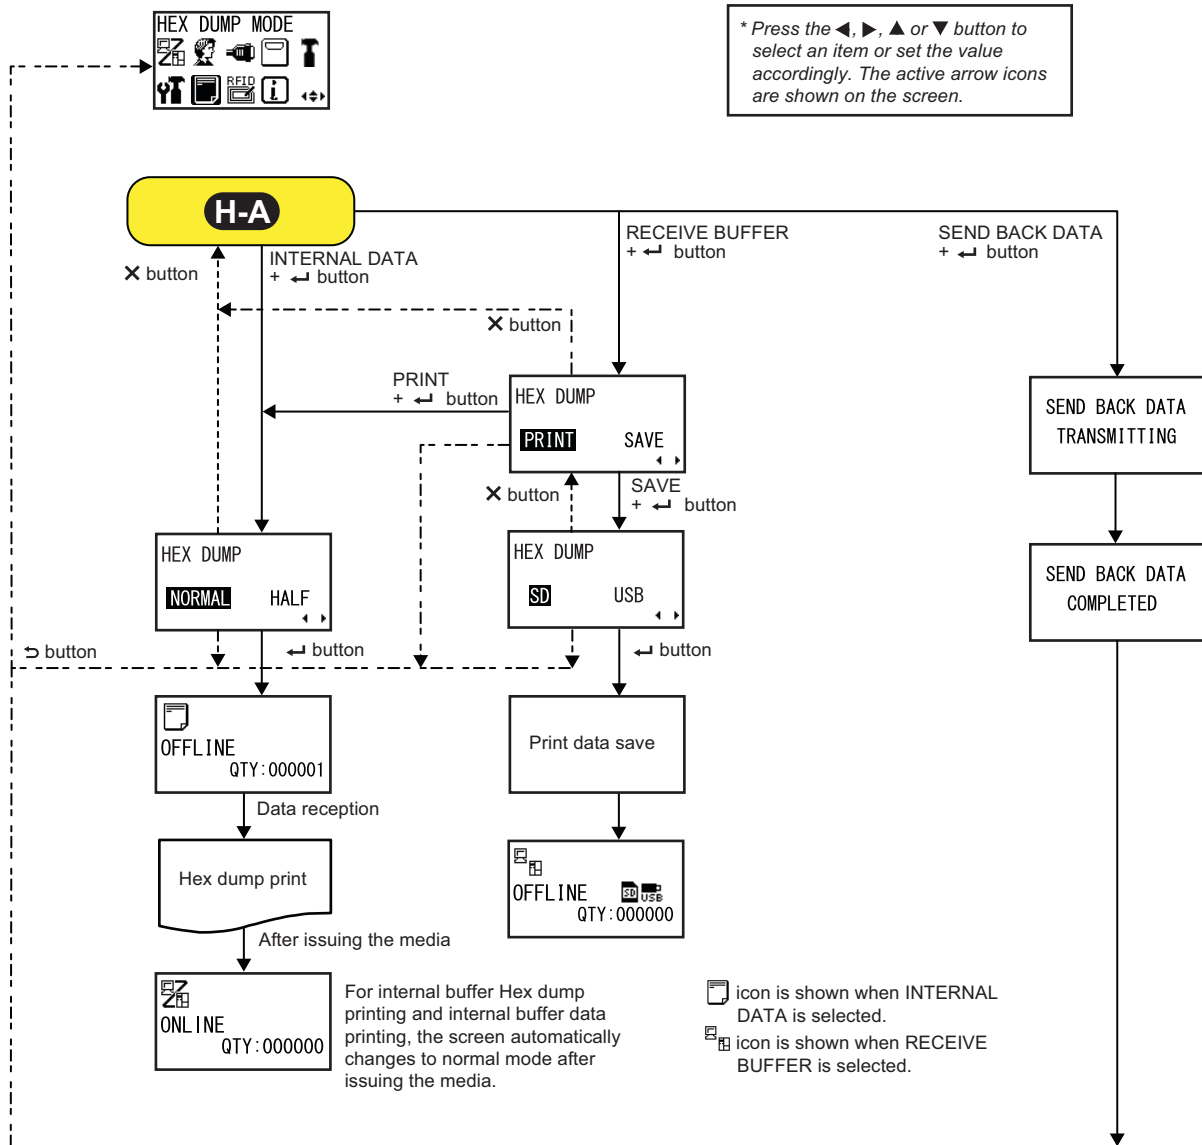 HEX DUMP MODE
RFID
* Press the ◀, ▶, ▲ or ▼ button to
select an item or set the value
accordingly. The active arrow icons
are shown on the screen.
H-A
✕ button
INTERNAL DATA
+ ↵ button
RECEIVE BUFFER
+ ↵ button
SEND BACK DATA
+ ↵ button
✕ button
PRINT
+ ↵ button
HEX DUMP
PRINT SAVE
SEND BACK DATA
TRANSMITTING
✕ button
SAVE
+ ↵ button
HEX DUMP
NORMAL HALF
HEX DUMP
SD USB
SEND BACK DATA
COMPLETED
⮌ button
↵ button
↵ button
OFFLINE
QTY:000001
Print data save
Data reception
Hex dump print
OFFLINE SD USB
QTY:000000
After issuing the media
ONLINE
QTY:000000
For internal buffer Hex dump
printing and internal buffer data
printing, the screen automatically
changes to normal mode after
issuing the media.
icon is shown when INTERNAL
DATA is selected.
icon is shown when RECEIVE
BUFFER is selected.